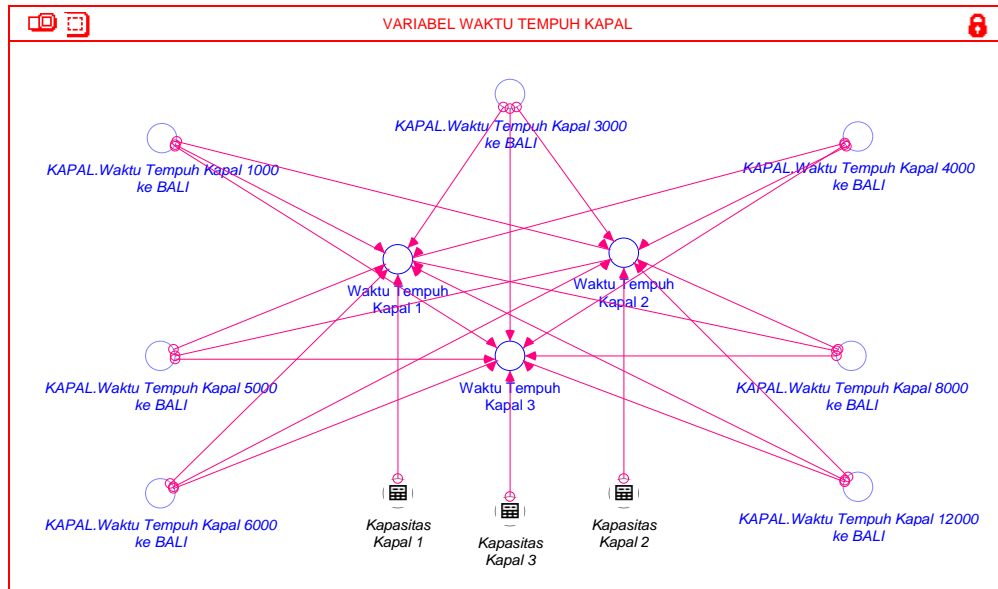 VARIABEL WAKTU TEMPUH KAPAL
KAPAL.Waktu Tempuh Kapal 3000
ke BALI
KAPAL.Waktu Tempuh Kapal 1000
ke BALI
KAPAL.Waktu Tempuh Kapal 4000
ke BALI
Waktu Tempuh
Kapal 1
Waktu Tempuh
Kapal 2
Waktu Tempuh
Kapal 3
KAPAL.Waktu Tempuh Kapal 5000
ke BALI
KAPAL.Waktu Tempuh Kapal 8000
ke BALI
KAPAL.Waktu Tempuh Kapal 6000
ke BALI
Kapasitas
Kapal 1
Kapasitas
Kapal 3
Kapasitas
Kapal 2
KAPAL.Waktu Tempuh Kapal 12000
ke BALI